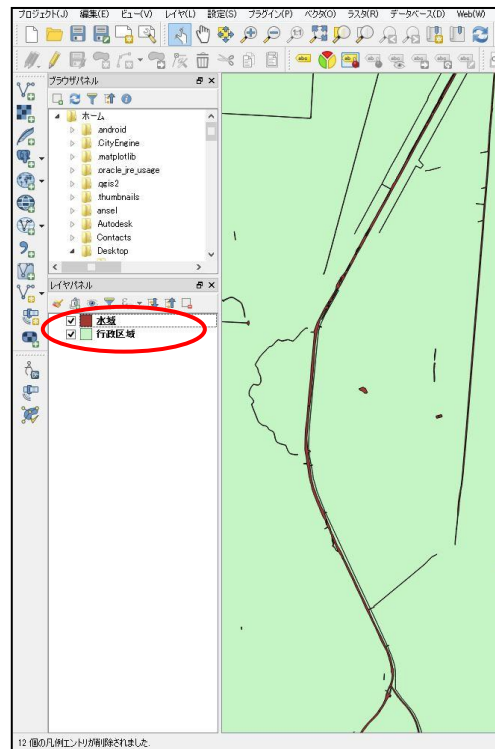 プロジェクト(J) 編集(E) ビュー(V) レイヤ(L) 設定(S) プラグイン(P) ベクタ(O) ラスタ(R) データベース(D) Web(W)
abc
ブラウザパネル
ホーム
.android
.CityEngine
.matplotlib
.oracle_jre_usage
.qgis2
.thumbnails
ansel
Autodesk
Contacts
Desktop
レイヤパネル
水域
行政区域
12 個の凡例エントリが削除されました.